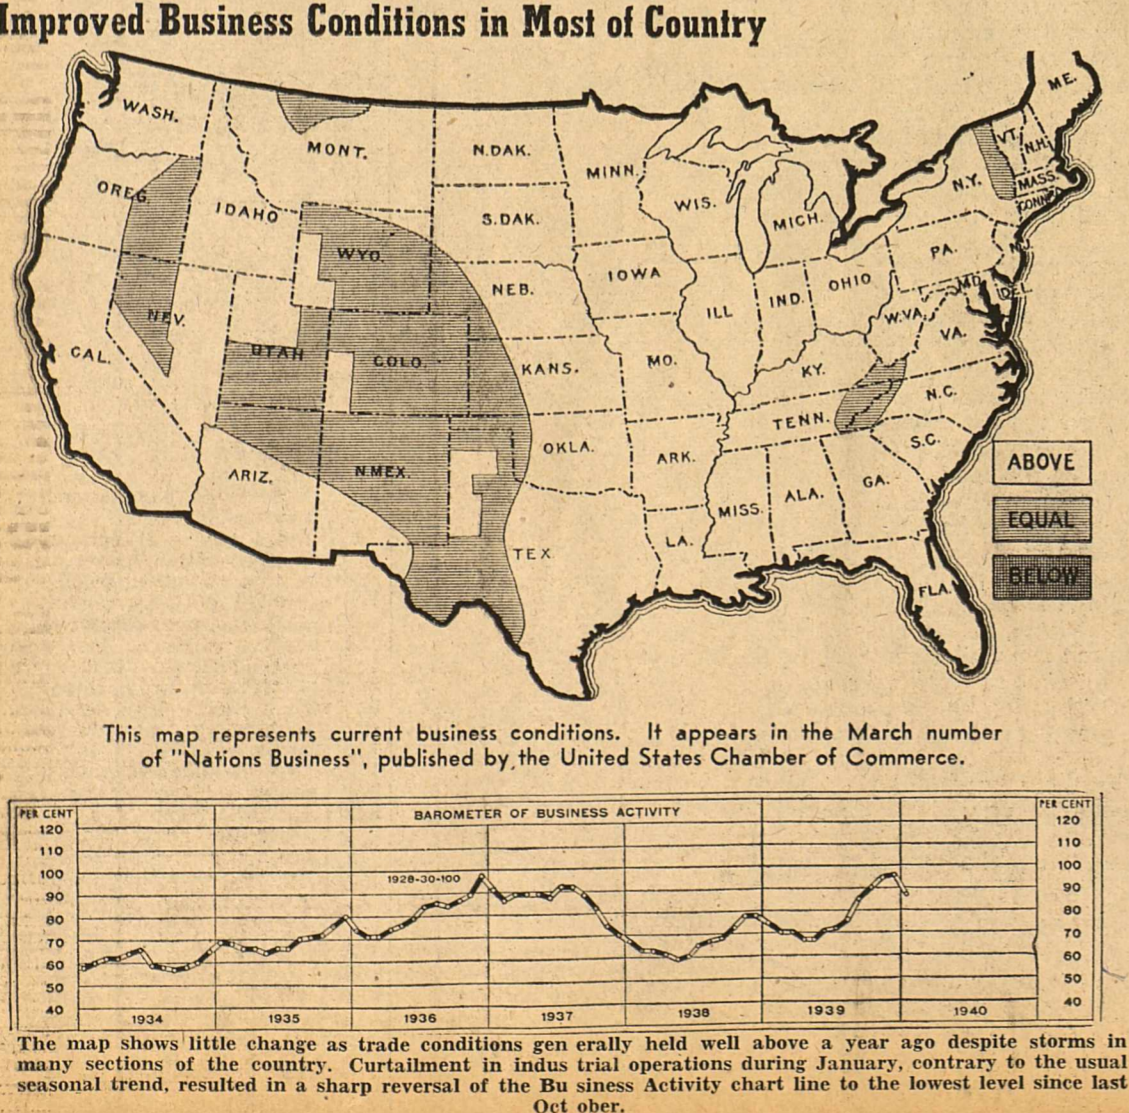 Improved Business Conditions in Most of Country
WASH.
MONT.
N.DAK.
MINN.
ME.
VT.
N.H.
OREG.
IDAHO
S.DAK.
WIS.
MICH.
N.Y.
MASS.
CONN.
WYO.
NEB.
IOWA
PA.
N.J.
NEV.
ILL
IND.
OHIO
MD.
DEL.
W.VA.
VA.
CAL.
UTAH
COLO.
KANS.
MO.
KY.
N.C.
TENN.
ARIZ.
N.MEX.
OKLA.
ARK.
S.C.
ABOVE
MISS.
ALA.
GA.
EQUAL
TEX
LA.
FLA.
BELOW
This map represents current business conditions. It appears in the March number
of "Nations Business", published by the United States Chamber of Commerce.
BAROMETER OF BUSINESS ACTIVITY
PER CENT
120
110
100
90
80
70
60
50
40
1928-30-100
PER CENT
120
110
100
90
80
70
60
50
40
1934 1935 1936 1937 1938 1939 1940
The map shows little change as trade conditions gen erally held well above a year ago despite storms in
many sections of the country. Curtailment in indus trial operations during January, contrary to the usual
seasonal trend, resulted in a sharp reversal of the Bu siness Activity chart line to the lowest level since last
Oct ober.